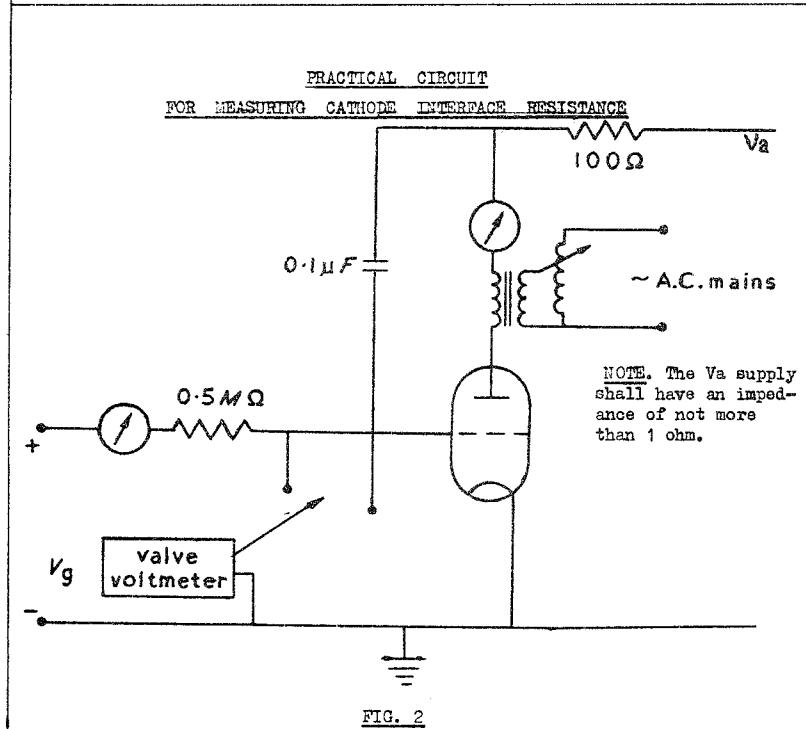 PRACTICAL CIRCUIT
FOR MEASURING CATHODE INTERFACE RESISTANCE
100Ω
Va
0·1μF
~ A.C. mains
0·5MΩ
NOTE. The Va supply
shall have an imped-
ance of not more
than 1 ohm.
+
Vg
valve
voltmeter
-
FIG. 2